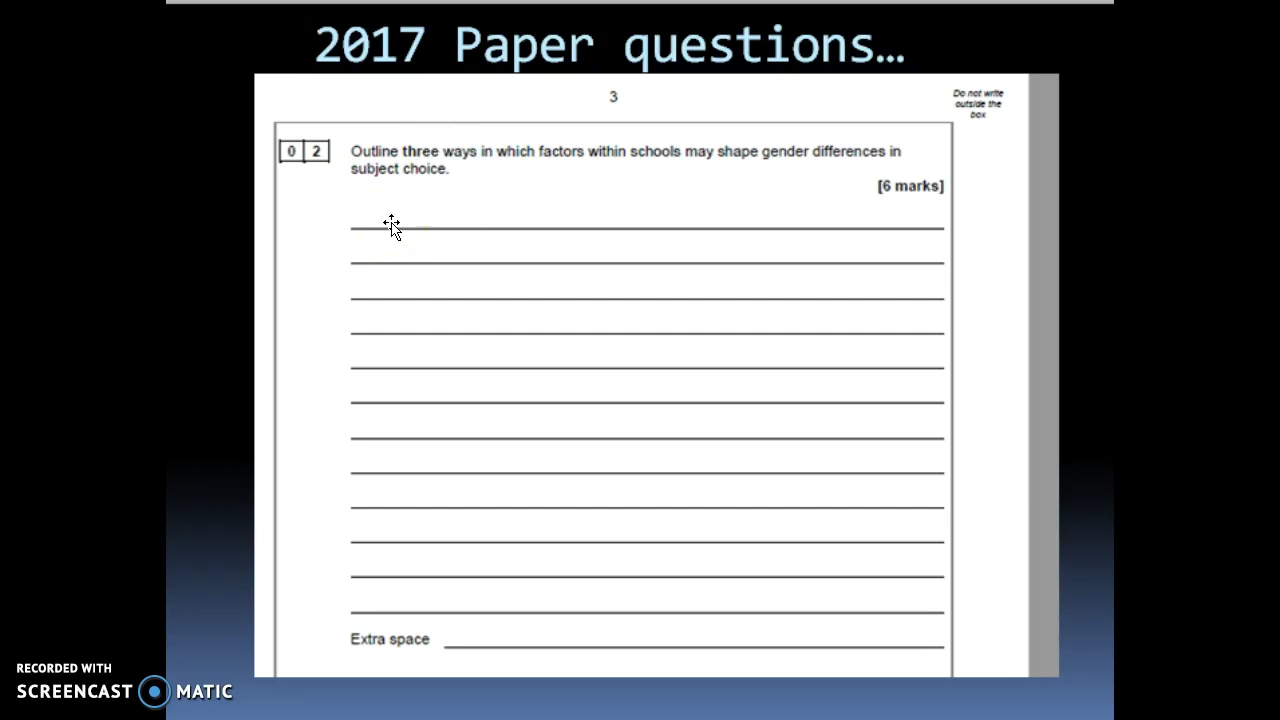 2017 Paper questions…
3
Do not write
outside the
box
0 2
Outline three ways in which factors within schools may shape gender differences in
subject choice.
[6 marks]
Extra space
RECORDED WITH
SCREENCAST MATIC